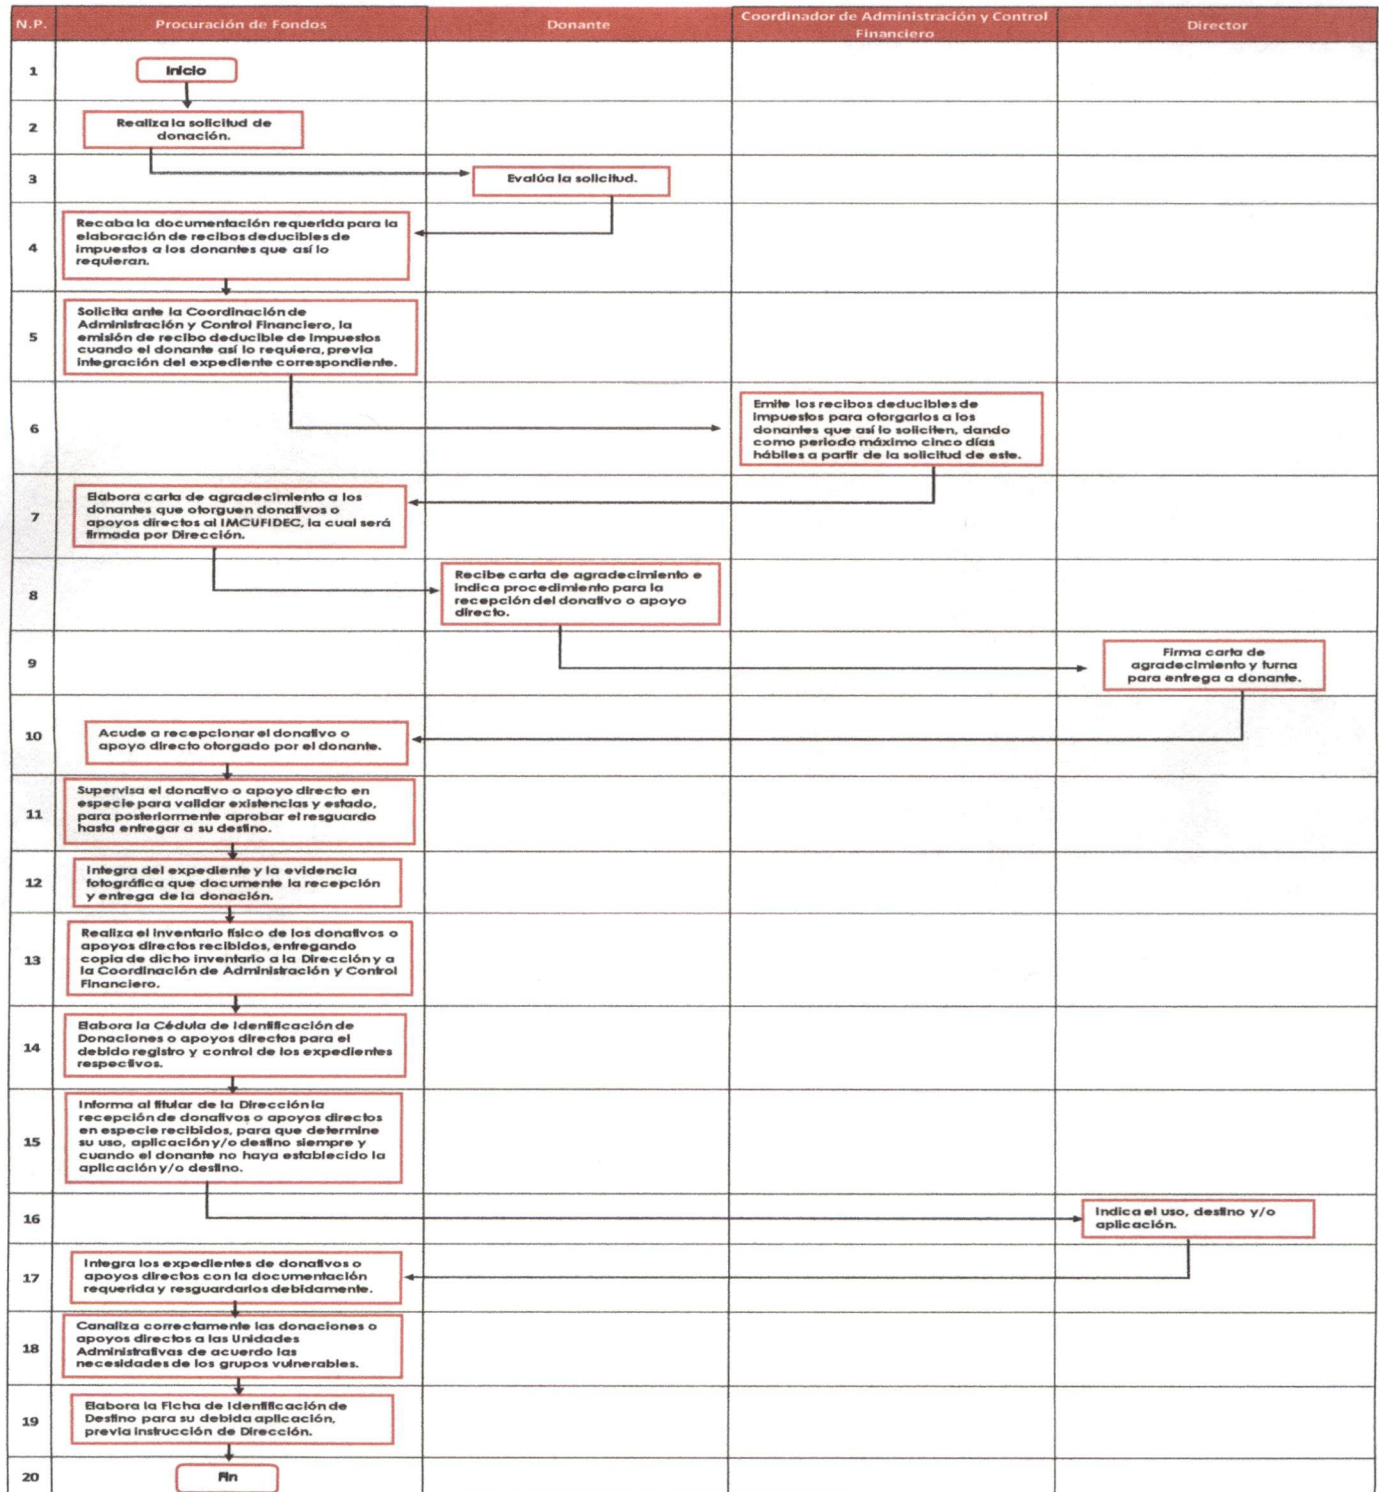 N.P.
Procuración de Fondos
Donante
Coordinador de Administración y Control
Financiero
Director
1
Inicio
2
Realiza la solicitud de
donación.
3
Evalúa la solicitud.
4
Recaba la documentación requerida para la
elaboración de recibos deducibles de
impuestos a los donantes que así lo
requieran.
5
Solicita ante la Coordinación de
Administración y Control Financiero, la
emisión de recibo deducible de impuestos
cuando el donante así lo requiera, previa
integración del expediente correspondiente.
6
Emite los recibos deducibles de
impuestos para otorgarlos a los
donantes que así lo soliciten, dando
como periodo máximo cinco días
hábiles a partir de la solicitud de este.
7
Elabora carta de agradecimiento a los
donantes que otorguen donativos o
apoyos directos al IMCUFIDEC, la cual será
firmada por Dirección.
8
Recibe carta de agradecimiento e
indica procedimiento para la
recepción del donativo o apoyo
directo.
9
Firma carta de
agradecimiento y turna
para entrega a donante.
10
Acude a recepcionar el donativo o
apoyo directo otorgado por el donante.
11
Supervisa el donativo o apoyo directo en
especie para validar existencias y estado,
para posteriormente aprobar el resguardo
hasta entregar a su destino.
12
Integra del expediente y la evidencia
fotográfica que documente la recepción
y entrega de la donación.
13
Realiza el inventario físico de los donativos o
apoyos directos recibidos, entregando
copia de dicho inventario a la Dirección y a
la Coordinación de Administración y Control
Financiero.
14
Elabora la Cédula de Identificación de
Donaciones o apoyos directos para el
debido registro y control de los expedientes
respectivos.
15
Informa al titular de la Dirección la
recepción de donativos o apoyos directos
en especie recibidos, para que determine
su uso, aplicación y/o destino siempre y
cuando el donante no haya establecido la
aplicación y/o destino.
16
Indica el uso, destino y/o
aplicación.
17
Integra los expedientes de donativos o
apoyos directos con la documentación
requerida y resguardarlos debidamente.
18
Canaliza correctamente las donaciones o
apoyos directos a las Unidades
Administrativas de acuerdo las
necesidades de los grupos vulnerables.
19
Elabora la Ficha de Identificación de
Destino para su debida aplicación,
previa instrucción de Dirección.
20
Fin